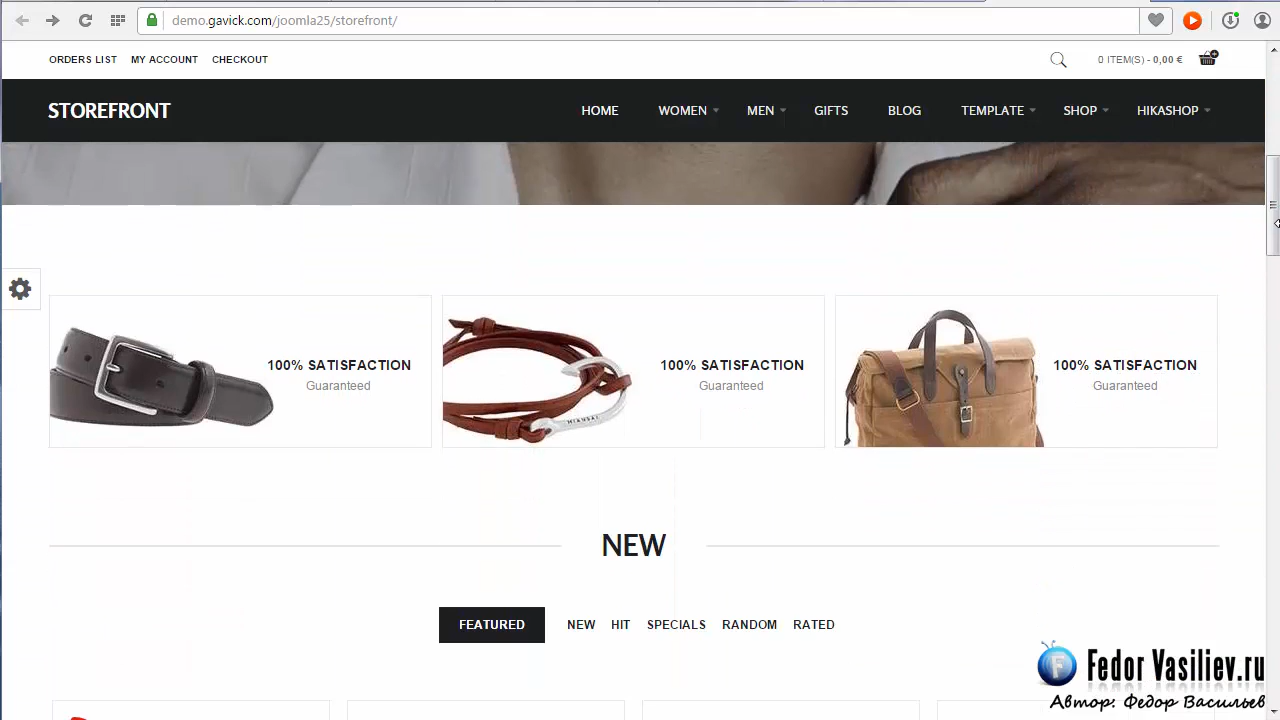 demo.gavick.com/joomla25/storefront/
ORDERS LIST MY ACCOUNT CHECKOUT
0 ITEM(S) - 0,00 €
STOREFRONT
HOME WOMEN MEN GIFTS BLOG TEMPLATE SHOP HIKASHOP
100% SATISFACTION
Guaranteed
MIANSAI
100% SATISFACTION
Guaranteed
100% SATISFACTION
Guaranteed
NEW
FEATURED NEW HIT SPECIALS RANDOM RATED
F Fedor Vasiliev.ru
Автор: Федор Васильев